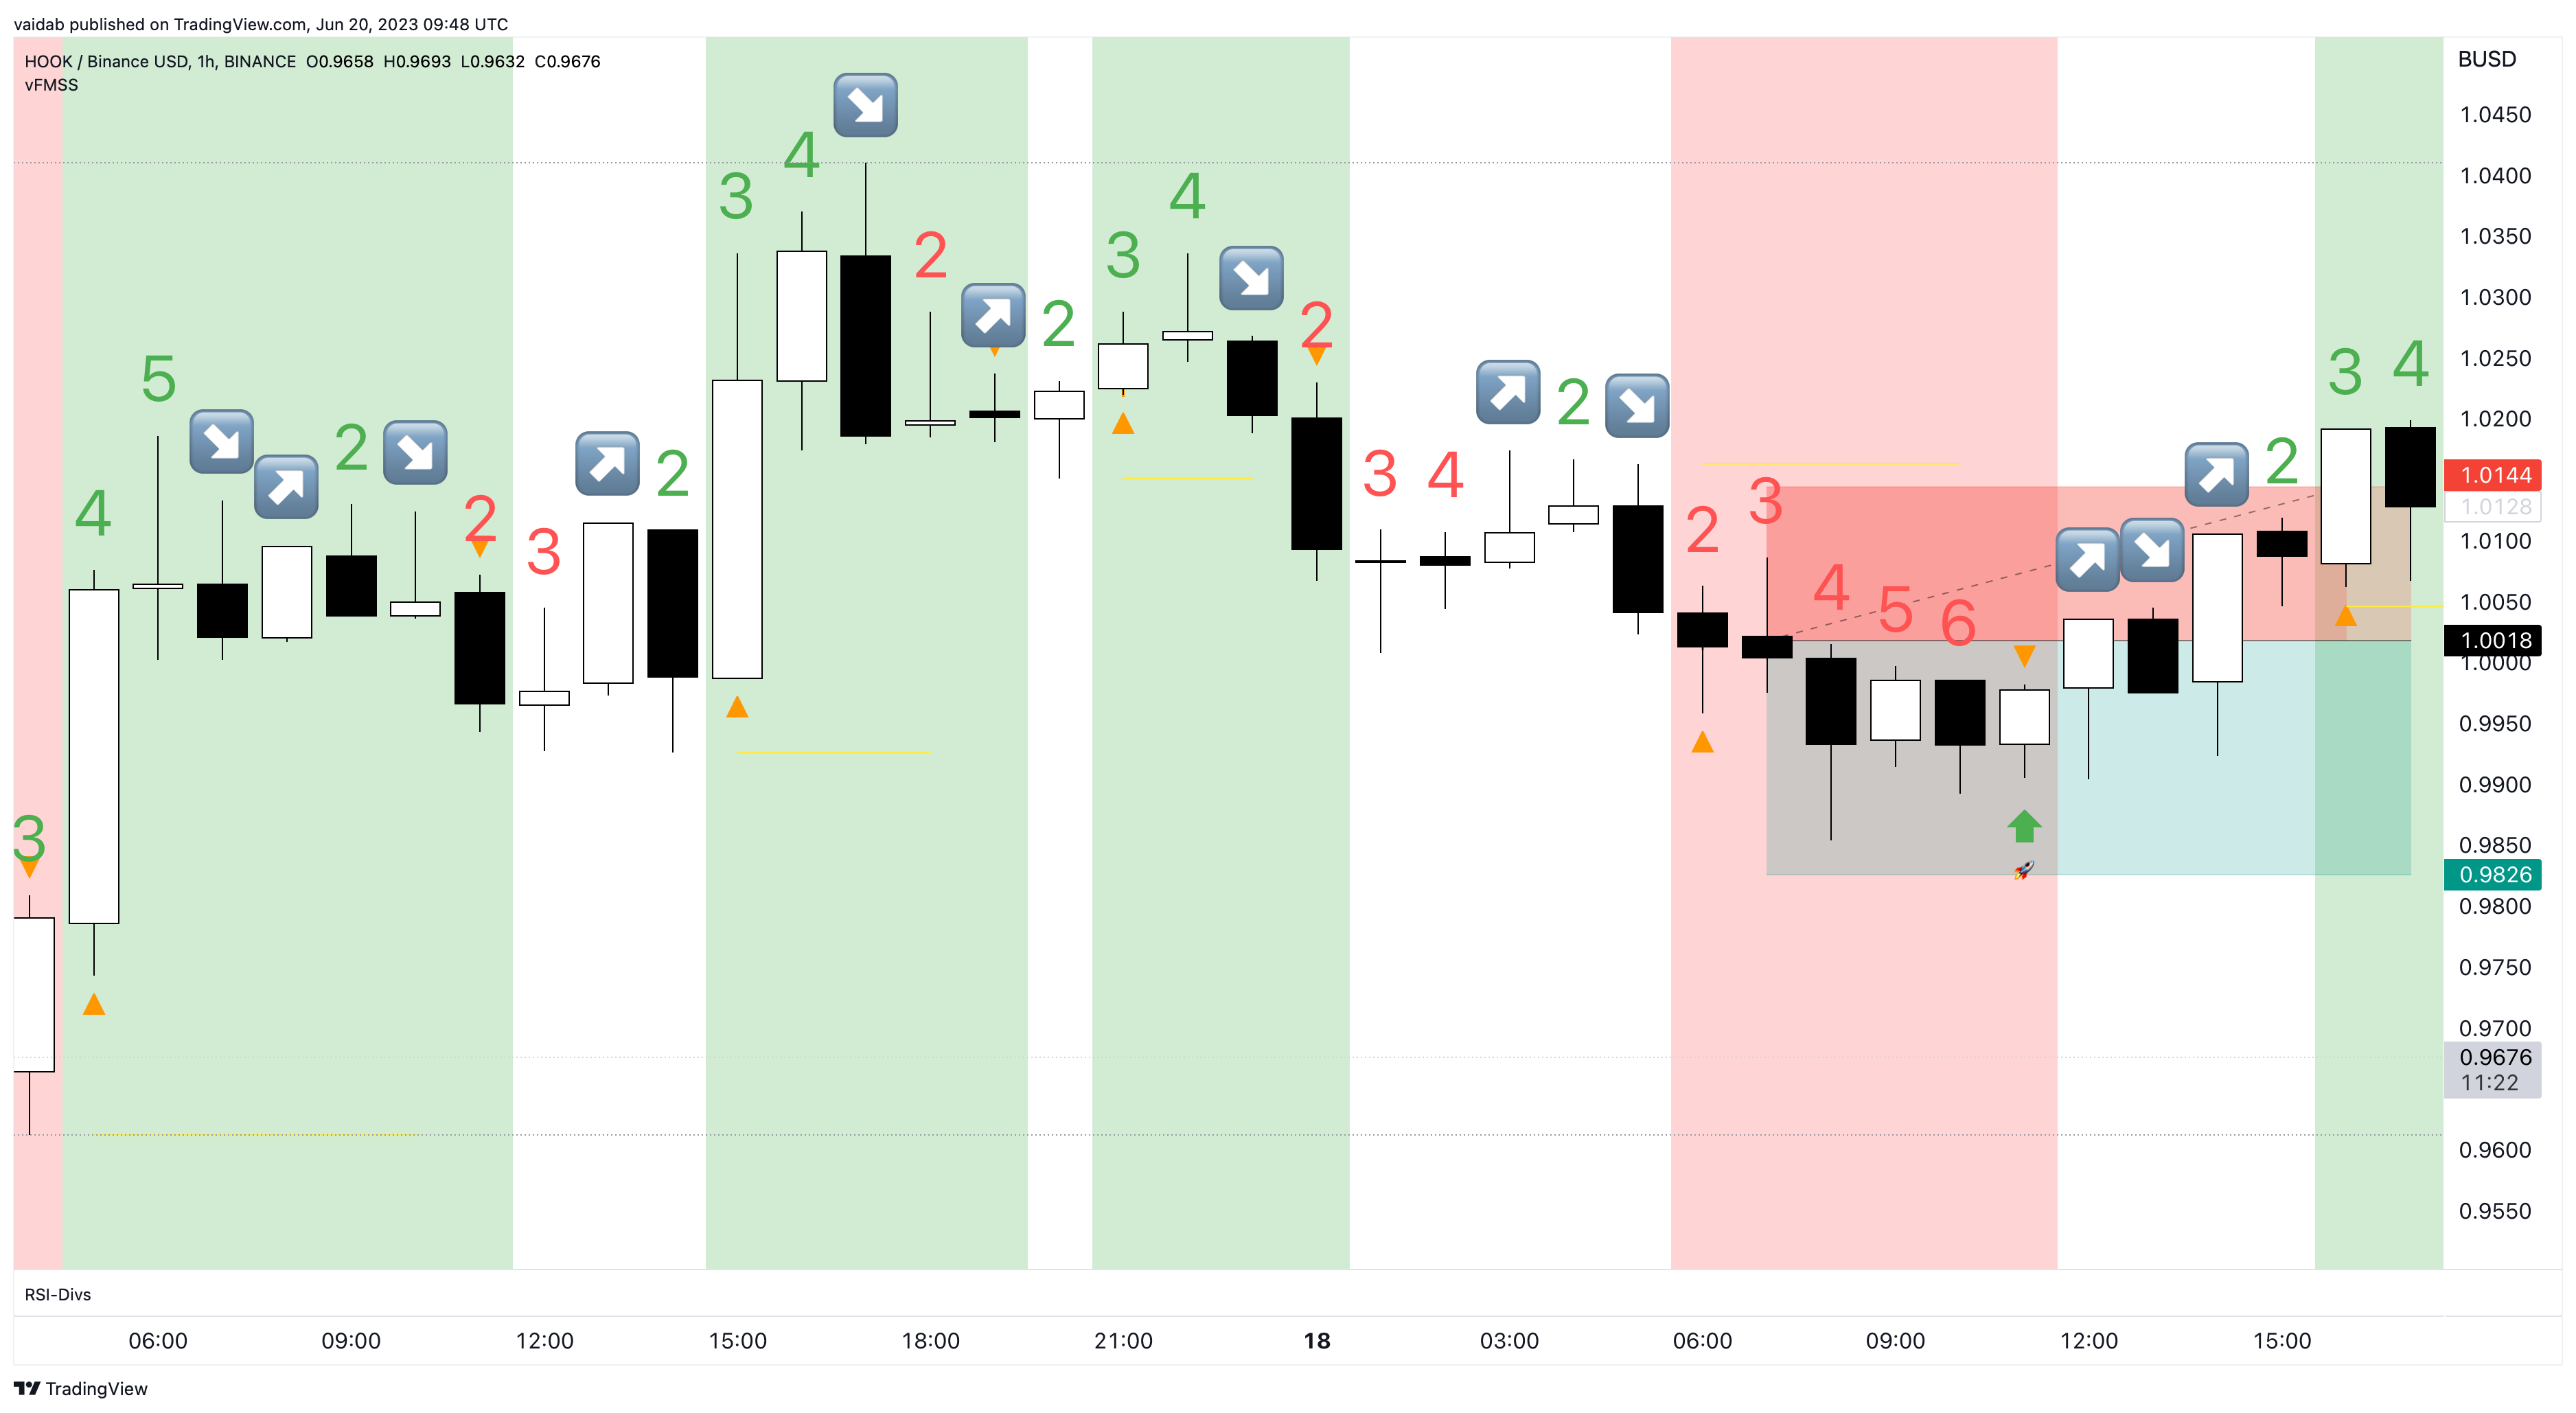 vaidab published on TradingView.com, Jun 20, 2023 09:48 UTC
HOOK / Binance USD, 1h, BINANCE O0.9658 H0.9693 L0.9632 C0.9676
vFMSS
BUSD
1.0450
1.0400
1.0350
1.0300
1.0250
1.0200
1.0144
1.0128
1.0100
1.0050
1.0018
1.0000
0.9950
0.9900
0.9850
0.9826
0.9800
0.9750
0.9700
0.9676
11:22
0.9600
0.9550
3 4 5 2 2 3 2 3 4 2 2 3 4 2 3 4 2 2 3 4 5 6 2 3 4
RSI-Divs
06:00 09:00 12:00 15:00 18:00 21:00 18 03:00 06:00 09:00 12:00 15:00
TradingView